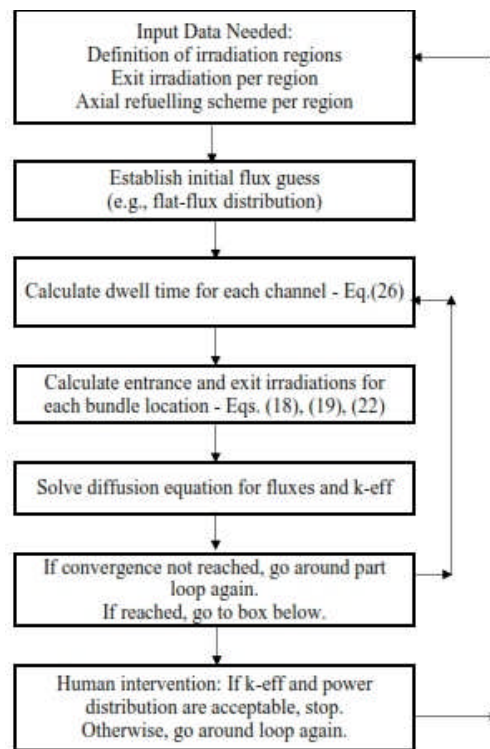 Input Data Needed:
Definition of irradiation regions
Exit irradiation per region
Axial refuelling scheme per region
Establish initial flux guess
(e.g., flat-flux distribution)
Calculate dwell time for each channel - Eq.(26)
Calculate entrance and exit irradiations for
each bundle location - Eqs. (18), (19), (22)
Solve diffusion equation for fluxes and k-eff
If convergence not reached, go around part
loop again.
If reached, go to box below.
Human intervention: If k-eff and power
distribution are acceptable, stop.
Otherwise, go around loop again.